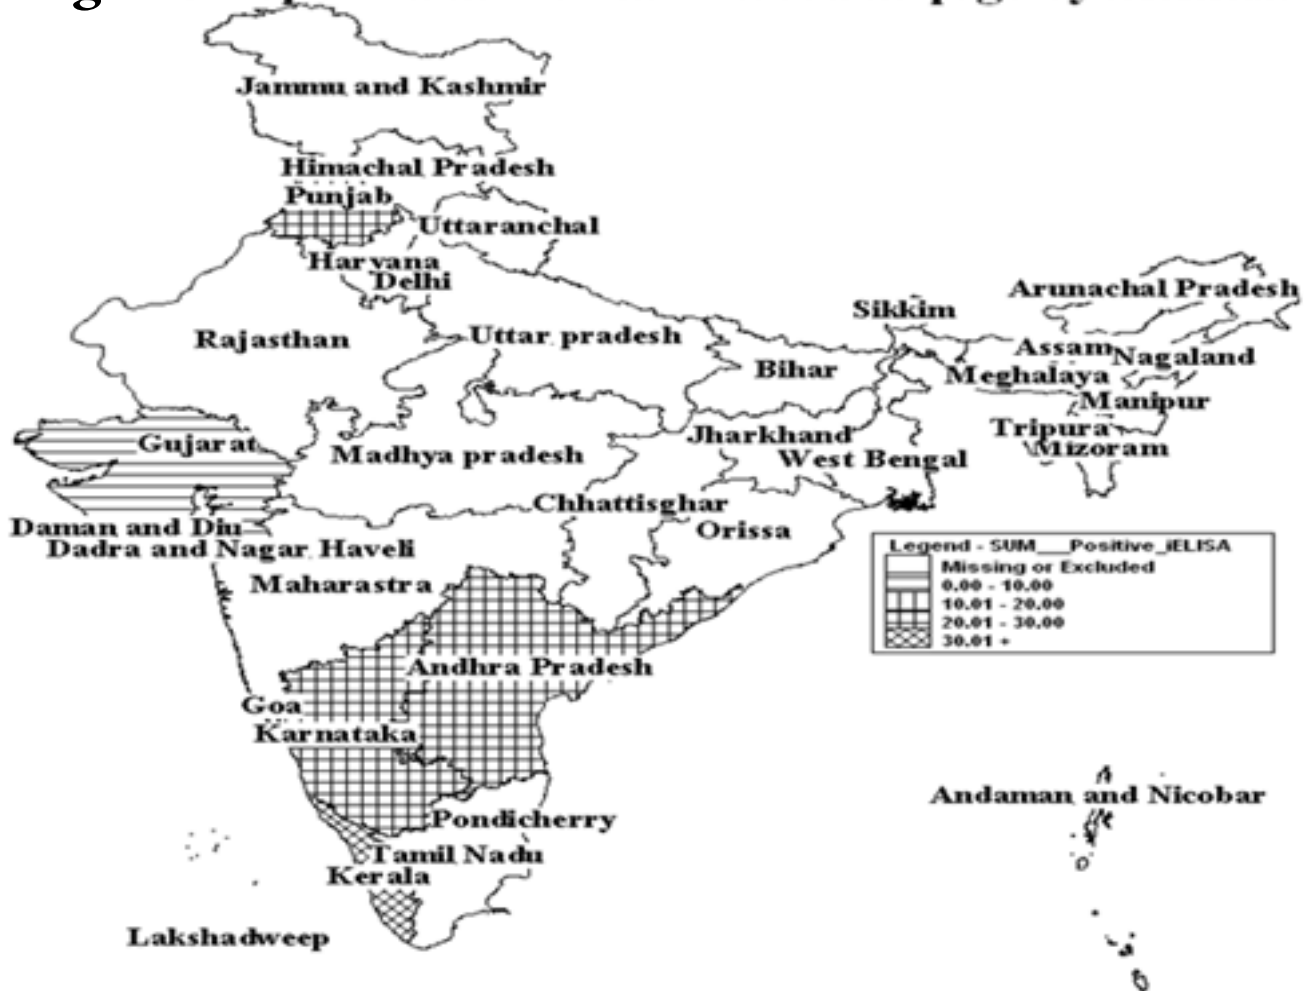 Jammu and Kashmir
Himachal Pradesh
Punjab
Uttaranchal
Haryana
Delhi
Arunachal Pradesh
Sikkim
Rajasthan
Uttar pradesh
Assam
Nagaland
Bihar
Meghalaya
Manipur
Gujarat
Jharkhand
Tripura
Mizoram
Madhya pradesh
West Bengal
Chhattisghar
Daman and Diu
Orissa
Dadra and Nagar Haveli
Maharastra
Legend - SUM___Positive_iELISA
Missing or Excluded
0.00 - 10.00
10.01 - 20.00
20.01 - 30.00
30.01 +
Andhra Pradesh
Goa
Karnataka
Andaman and Nicobar
Pondicherry
Tamil Nadu
Kerala
Lakshadweep